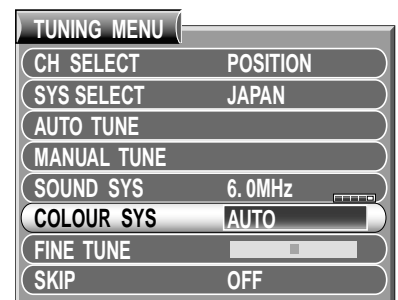 TUNING MENU
CH SELECT POSITION
SYS SELECT JAPAN
AUTO TUNE
MANUAL TUNE
SOUND SYS 6. 0MHz
COLOUR SYS AUTO
FINE TUNE
SKIP OFF